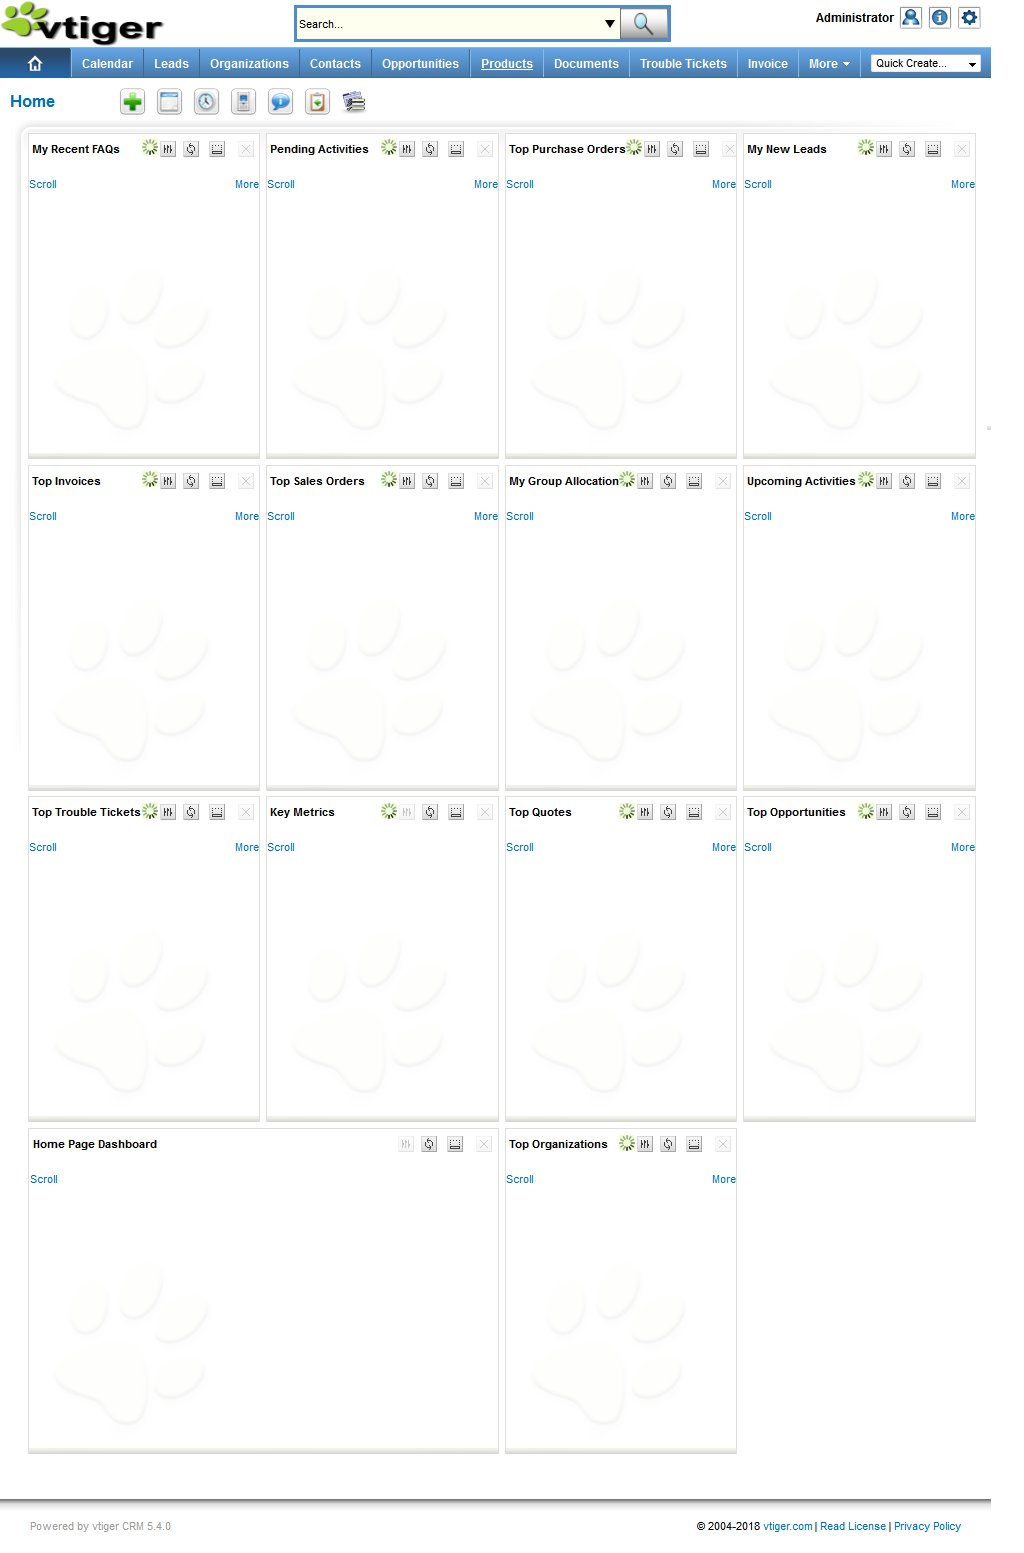 vtiger
Search...
Administrator
Calendar Leads Organizations Contacts Opportunities Products Documents Trouble Tickets Invoice More Quick Create...
Home
My Recent FAQs Pending Activities Top Purchase Orders My New Leads
Scroll More Scroll More Scroll More Scroll More
Top Invoices Top Sales Orders My Group Allocation Upcoming Activities
Scroll More Scroll More Scroll Scroll More
Top Trouble Tickets Key Metrics Top Quotes Top Opportunities
Scroll More Scroll Scroll More Scroll More
Home Page Dashboard Top Organizations
Scroll Scroll More
Powered by vtiger CRM 5.4.0 © 2004-2018 vtiger.com | Read License | Privacy Policy